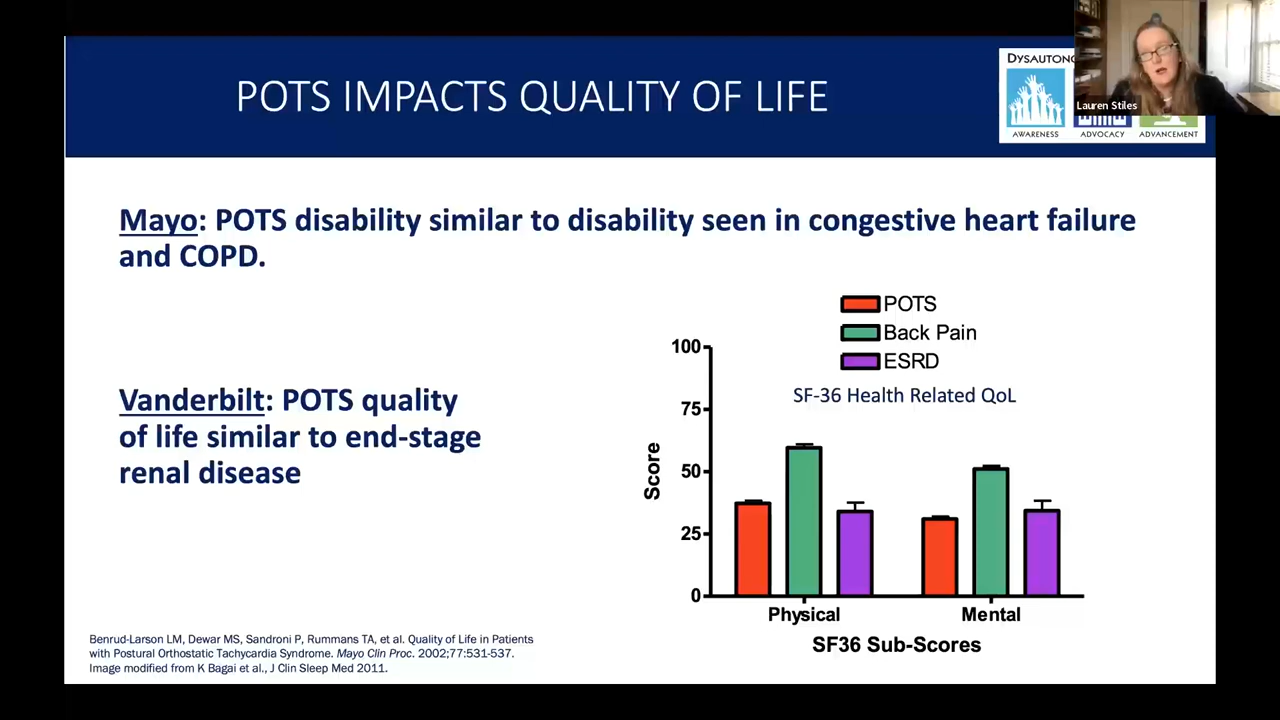 POTS IMPACTS QUALITY OF LIFE
DYSAUTONO
AWARENESS
ADVOCACY
ADVANCEMENT
Lauren Stiles
Mayo: POTS disability similar to disability seen in congestive heart failure
and COPD.
Vanderbilt: POTS quality
of life similar to end-stage
renal disease
POTS
Back Pain
ESRD
SF-36 Health Related QoL
100
75
50
25
0
Score
Physical
Mental
SF36 Sub-Scores
Benrud-Larson LM, Dewar MS, Sandroni P, Rummans TA, et al. Quality of Life in Patients
with Postural Orthostatic Tachycardia Syndrome. Mayo Clin Proc. 2002;77:531-537.
Image modified from K Bagai et al., J Clin Sleep Med 2011.